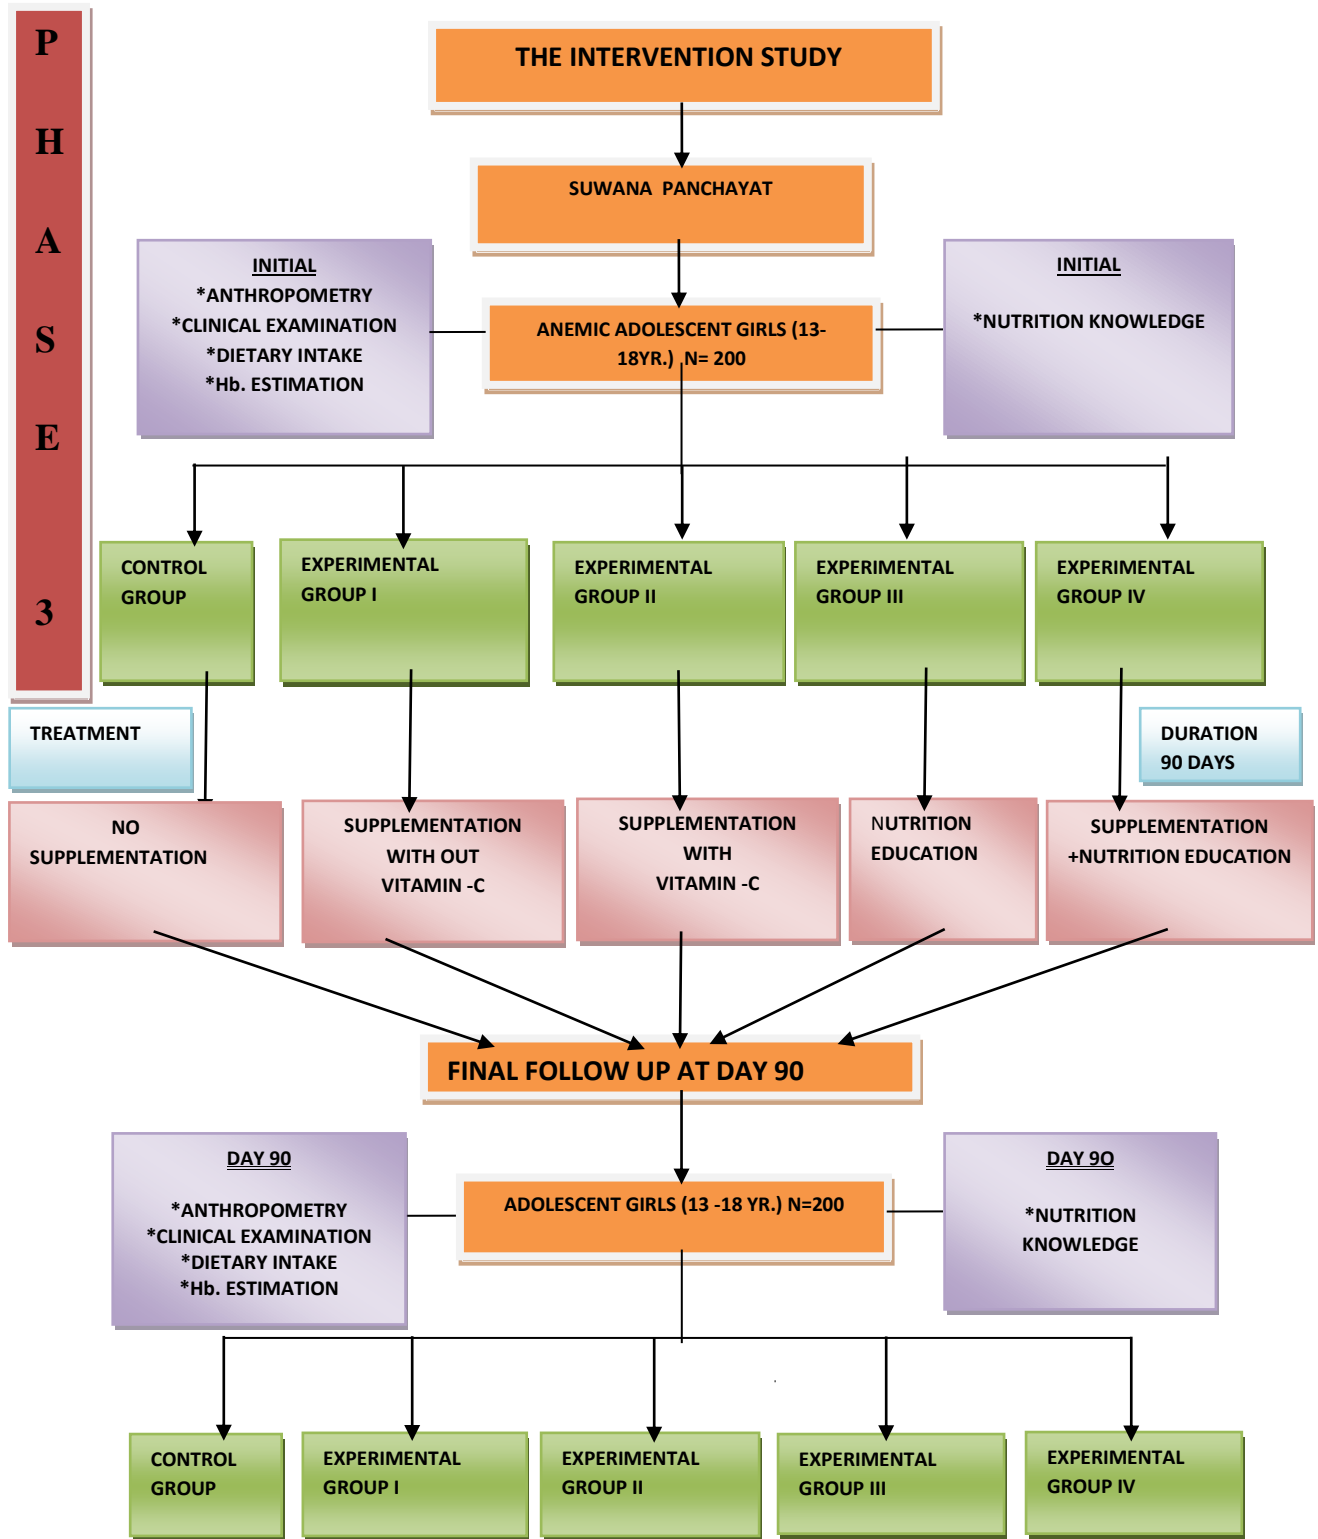 P
H
A
S
E
3
THE INTERVENTION STUDY
SUWANA PANCHAYAT
INITIAL
*ANTHROPOMETRY
*CLINICAL EXAMINATION
*DIETARY INTAKE
*Hb. ESTIMATION
ANEMIC ADOLESCENT GIRLS (13-
18YR.) N= 200
INITIAL
*NUTRITION KNOWLEDGE
CONTROL
GROUP
EXPERIMENTAL
GROUP I
EXPERIMENTAL
GROUP II
EXPERIMENTAL
GROUP III
EXPERIMENTAL
GROUP IV
TREATMENT
DURATION
90 DAYS
NO
SUPPLEMENTATION
SUPPLEMENTATION
WITH OUT
VITAMIN -C
SUPPLEMENTATION
WITH
VITAMIN -C
NUTRITION
EDUCATION
SUPPLEMENTATION
+NUTRITION EDUCATION
FINAL FOLLOW UP AT DAY 90
DAY 90
*ANTHROPOMETRY
*CLINICAL EXAMINATION
*DIETARY INTAKE
*Hb. ESTIMATION
ADOLESCENT GIRLS (13 -18 YR.) N=200
DAY 9O
*NUTRITION
KNOWLEDGE
CONTROL
GROUP
EXPERIMENTAL
GROUP I
EXPERIMENTAL
GROUP II
EXPERIMENTAL
GROUP III
EXPERIMENTAL
GROUP IV